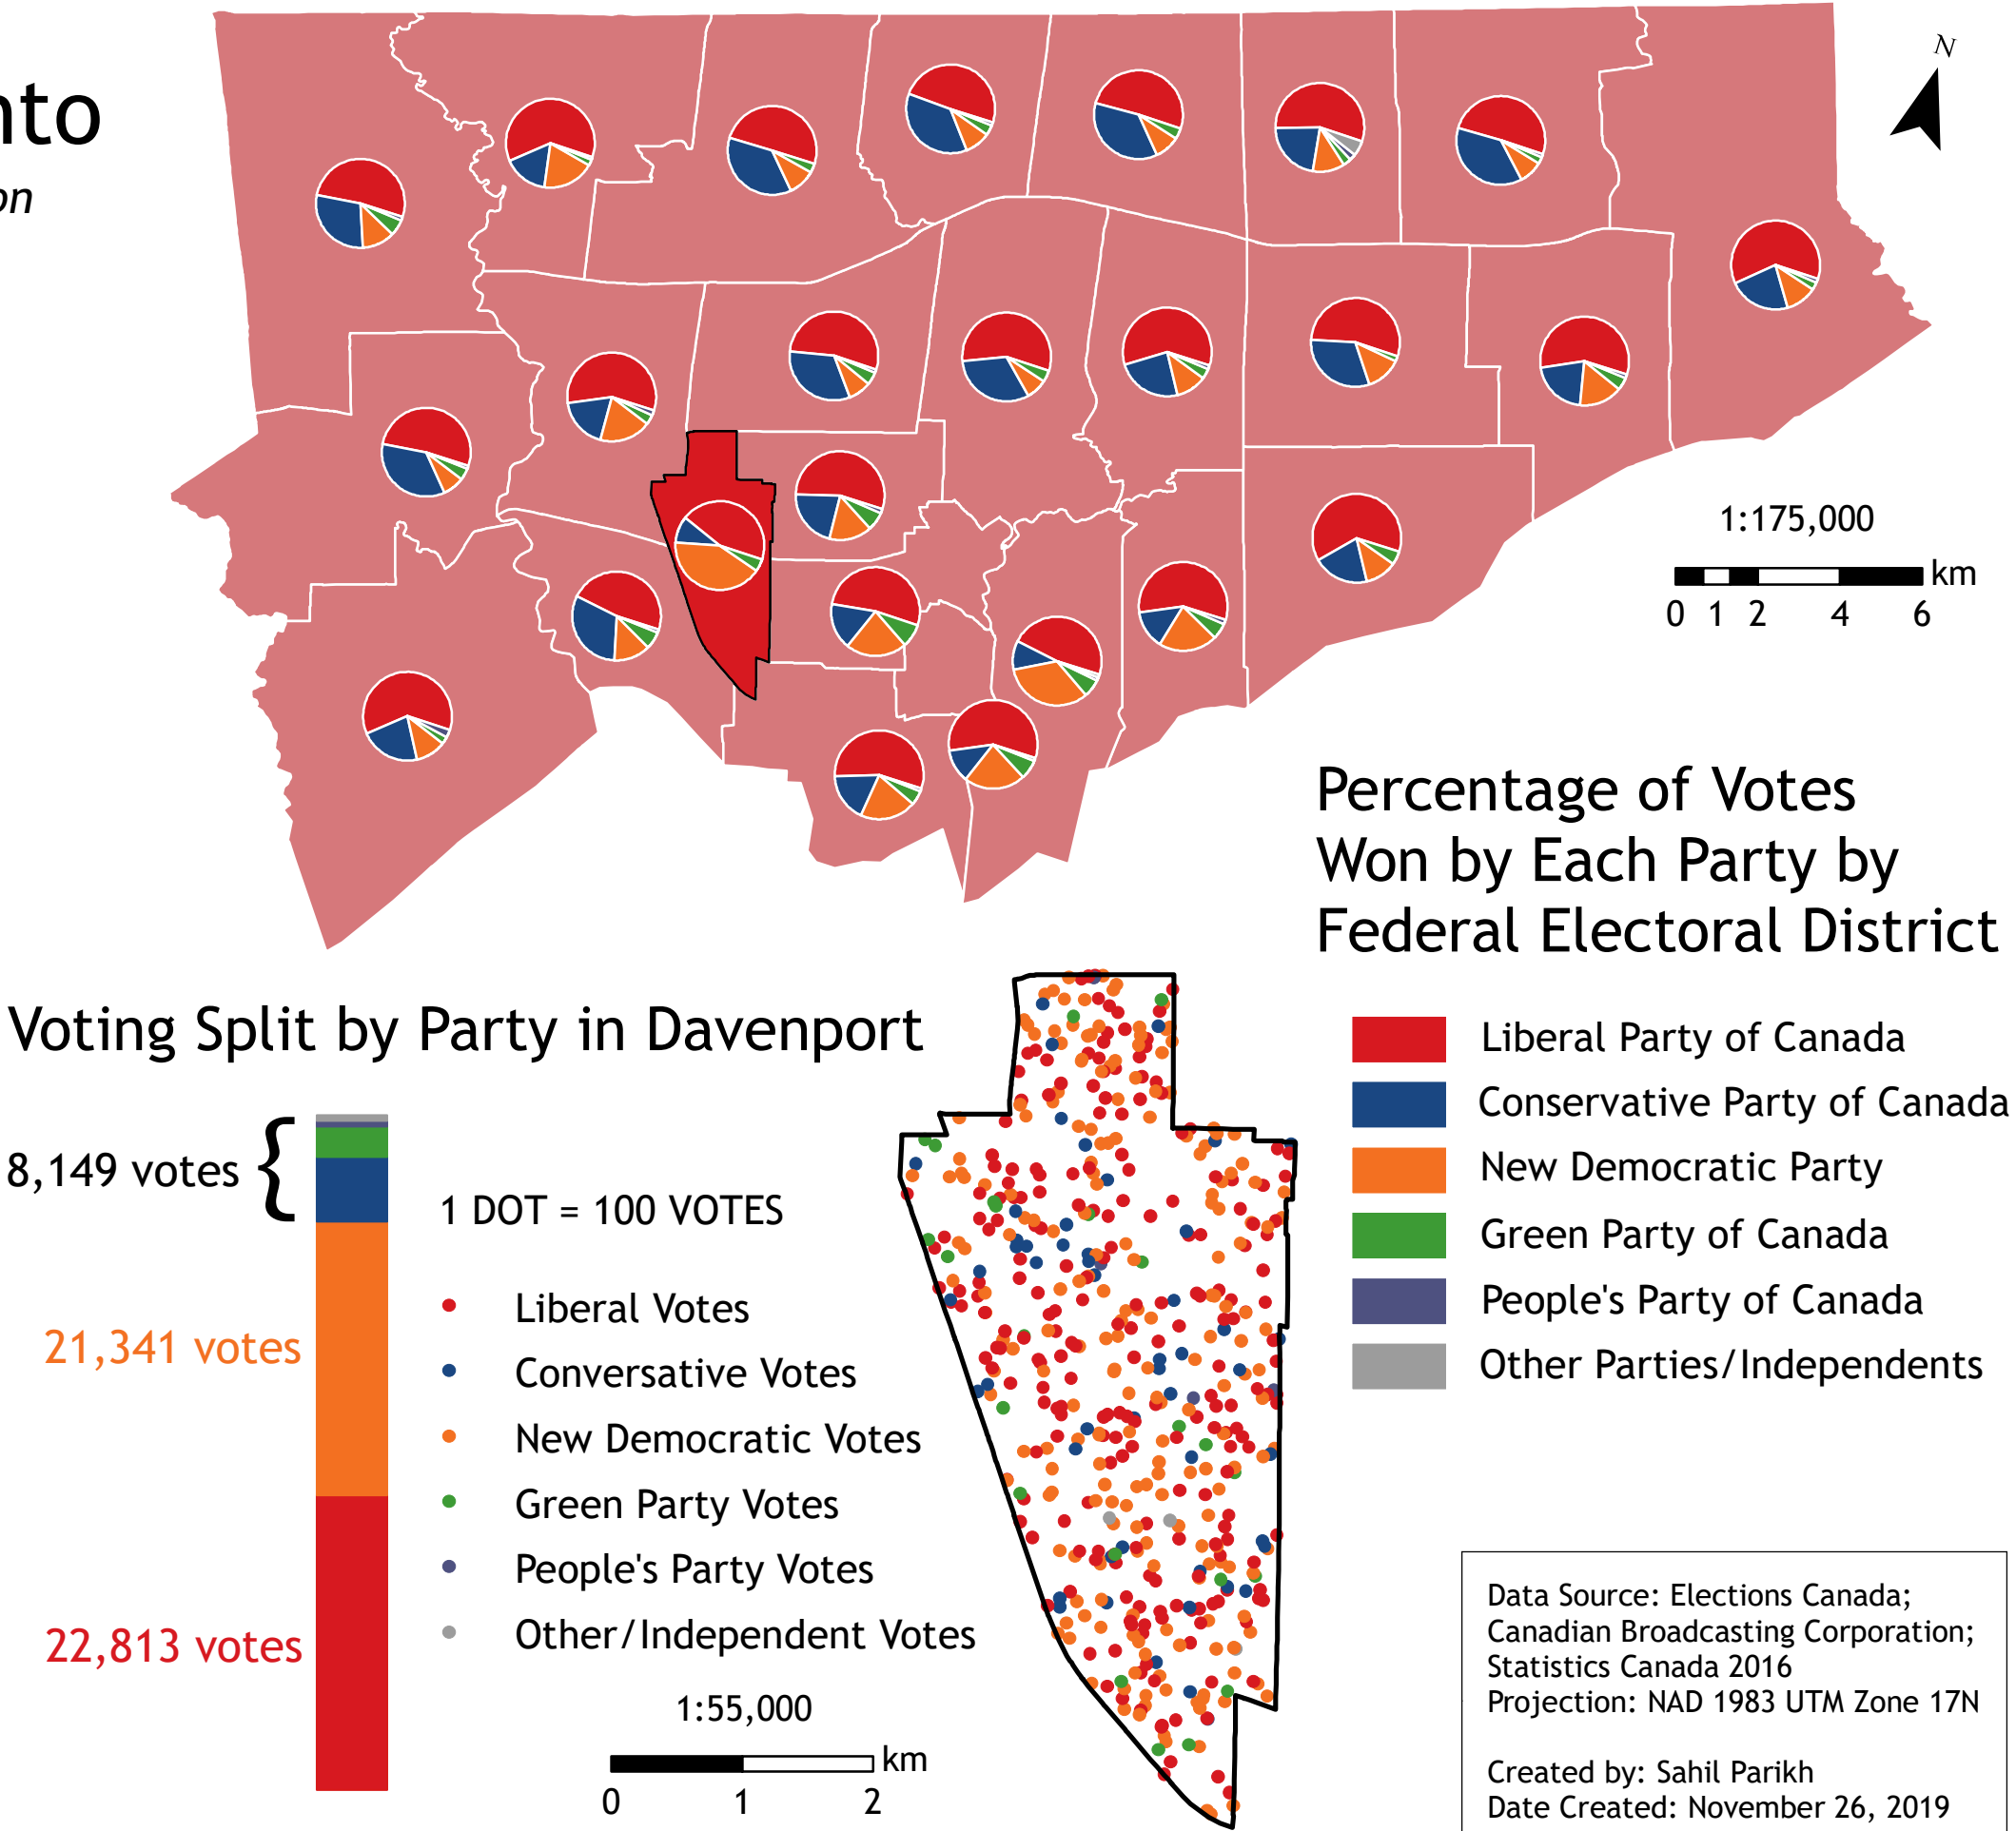 nto
on
N
1:175,000
km
0 1 2 4 6
Percentage of Votes
Won by Each Party by
Federal Electoral District
Liberal Party of Canada
Conservative Party of Canada
New Democratic Party
Green Party of Canada
People's Party of Canada
Other Parties/Independents
Voting Split by Party in Davenport
8,149 votes {
21,341 votes
22,813 votes
1 DOT = 100 VOTES
Liberal Votes
Conversative Votes
New Democratic Votes
Green Party Votes
People's Party Votes
Other/Independent Votes
1:55,000
km
0 1 2
Data Source: Elections Canada;
Canadian Broadcasting Corporation;
Statistics Canada 2016
Projection: NAD 1983 UTM Zone 17N
Created by: Sahil Parikh
Date Created: November 26, 2019